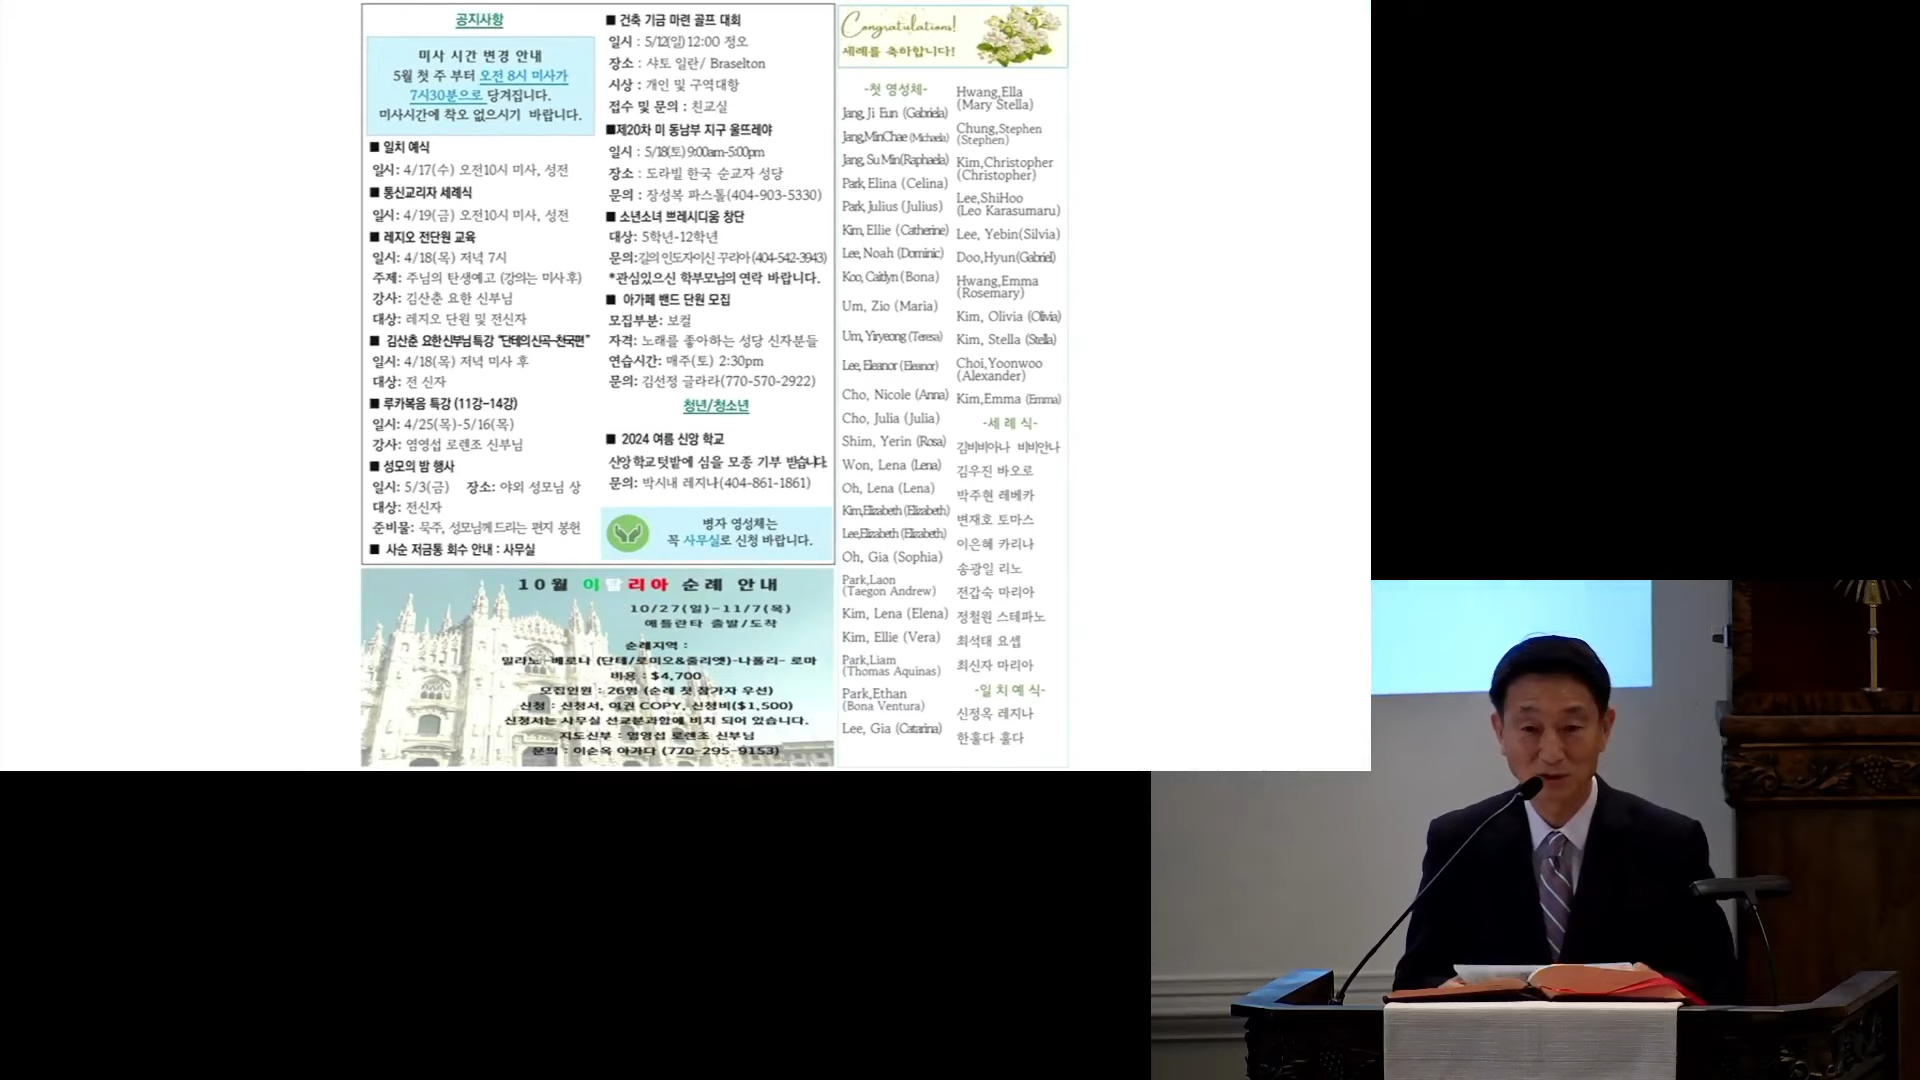 공지사항
미사 시간 변경 안내
5월 첫 주 부터 오전 8시 미사가
7시30분으로 당겨집니다.
미사시간에 착오 없으시기 바랍니다.
■ 일치 예식
일시: 4/17(수) 오전10시 미사, 성전
■ 통신교리자 세례식
일시: 4/19(금) 오전10시 미사, 성전
■ 레지오 전단원 교육
일시: 4/18(목) 저녁 7시
주제: 주님의 탄생예고 (강의는 미사 후)
강사: 김산춘 요한 신부님
대상: 레지오 단원 및 전신자
■ 김산춘 요한신부님 특강 "단테의 신곡-천국편"
일시: 4/18(목) 저녁 미사 후
대상: 전 신자
■ 루카복음 특강 (11강-14강)
일시: 4/25(목)-5/16(목)
강사: 염영섭 로렌조 신부님
■ 성모의 밤 행사
일시: 5/3(금) 장소: 야외 성모님 상
대상: 전신자
준비물: 묵주, 성모님께 드리는 편지 봉헌
■ 사순 저금통 회수 안내 : 사무실
■ 건축 기금 마련 골프 대회
일시 : 5/12(일) 12:00 정오
장소 : 샤토 일란/ Braselton
시상 : 개인 및 구역대항
접수 및 문의 : 친교실
■제20차 미 동남부 지구 울뜨레야
일시 : 5/18(토) 9:00am-5:00pm
장소 : 도라빌 한국 순교자 성당
문의 : 장성복 파스톨(404-903-5330)
■ 소년소녀 쁘레시디움 창단
대상: 5학년-12학년
문의:길의 인도자이신 꾸리아 (404-542-3943)
*관심있으신 학부모님의 연락 바랍니다.
■ 아가페 밴드 단원 모집
모집부분: 보컬
자격: 노래를 좋아하는 성당 신자분들
연습시간: 매주(토) 2:30pm
문의: 김선정 글라라(770-570-2922)
청년/청소년
■ 2024 여름 신앙 학교
신앙학교 텃밭에 심을 모종 기부 받습니다.
문의: 박시내 레지나(404-861-1861)
병자 영성체는
꼭 사무실로 신청 바랍니다.
10월 이탈리아 순례 안내
10/27(일)-11/7(목)
애틀란타 출발/도착
순례지역 :
밀라노 -베로나 (단테/로미오&줄리엣)-나폴리- 로마
비용 : $4,700
모집인원 : 26명 (순례 첫 참가자 우선)
신청 : 신청서, 여권 COPY, 신청비($1,500)
신청서는 사무실 선교분과함에 비치 되어 있습니다.
지도신부 : 염영섭 로렌조 신부님
문의 : 이순옥 아가다 (770-295-9153)
Congratulations!
세례를 축하합니다!
-첫 영성체-
Jang, Ji Eun (Gabriela)
Jang,MinChae (Michaela)
Jang, Su Min(Raphaela)
Park, Elina (Celina)
Park, Julius (Julius)
Kim, Ellie (Catherine)
Lee, Noah (Dominic)
Koo, Caitlyn (Bona)
Um, Zio (Maria)
Um, Yiryeong (Teresa)
Lee, Eleanor (Eleanor)
Cho, Nicole (Anna)
Cho, Julia (Julia)
Shim, Yerin (Rosa)
Won, Lena (Lena)
Oh, Lena (Lena)
Kim,Elizabeth (Elizabeth)
Lee,Elizabeth (Elizabeth)
Oh, Gia (Sophia)
Park,Laon
(Taegon Andrew)
Kim, Lena (Elena)
Kim, Ellie (Vera)
Park,Liam
(Thomas Aquinas)
Park,Ethan
(Bona Ventura)
Lee, Gia (Catarina)
Hwang,Ella
(Mary Stella)
Chung,Stephen
(Stephen)
Kim,Christopher
(Christopher)
Lee,ShiHoo
(Leo Karasumaru)
Lee, Yebin(Silvia)
Doo,Hyun(Gabriel)
Hwang,Emma
(Rosemary)
Kim, Olivia (Olivia)
Kim, Stella (Stella)
Choi,Yoonwoo
(Alexander)
Kim,Emma (Emma)
-세 례 식-
김비비아나 비비안나
김우진 바오로
박주현 레베카
변재호 토마스
이은혜 카리나
송광일 리노
전갑숙 마리아
정철원 스테파노
최석태 요셉
최신자 마리아
-일 치 예 식-
신정옥 레지나
한훌다 훌다